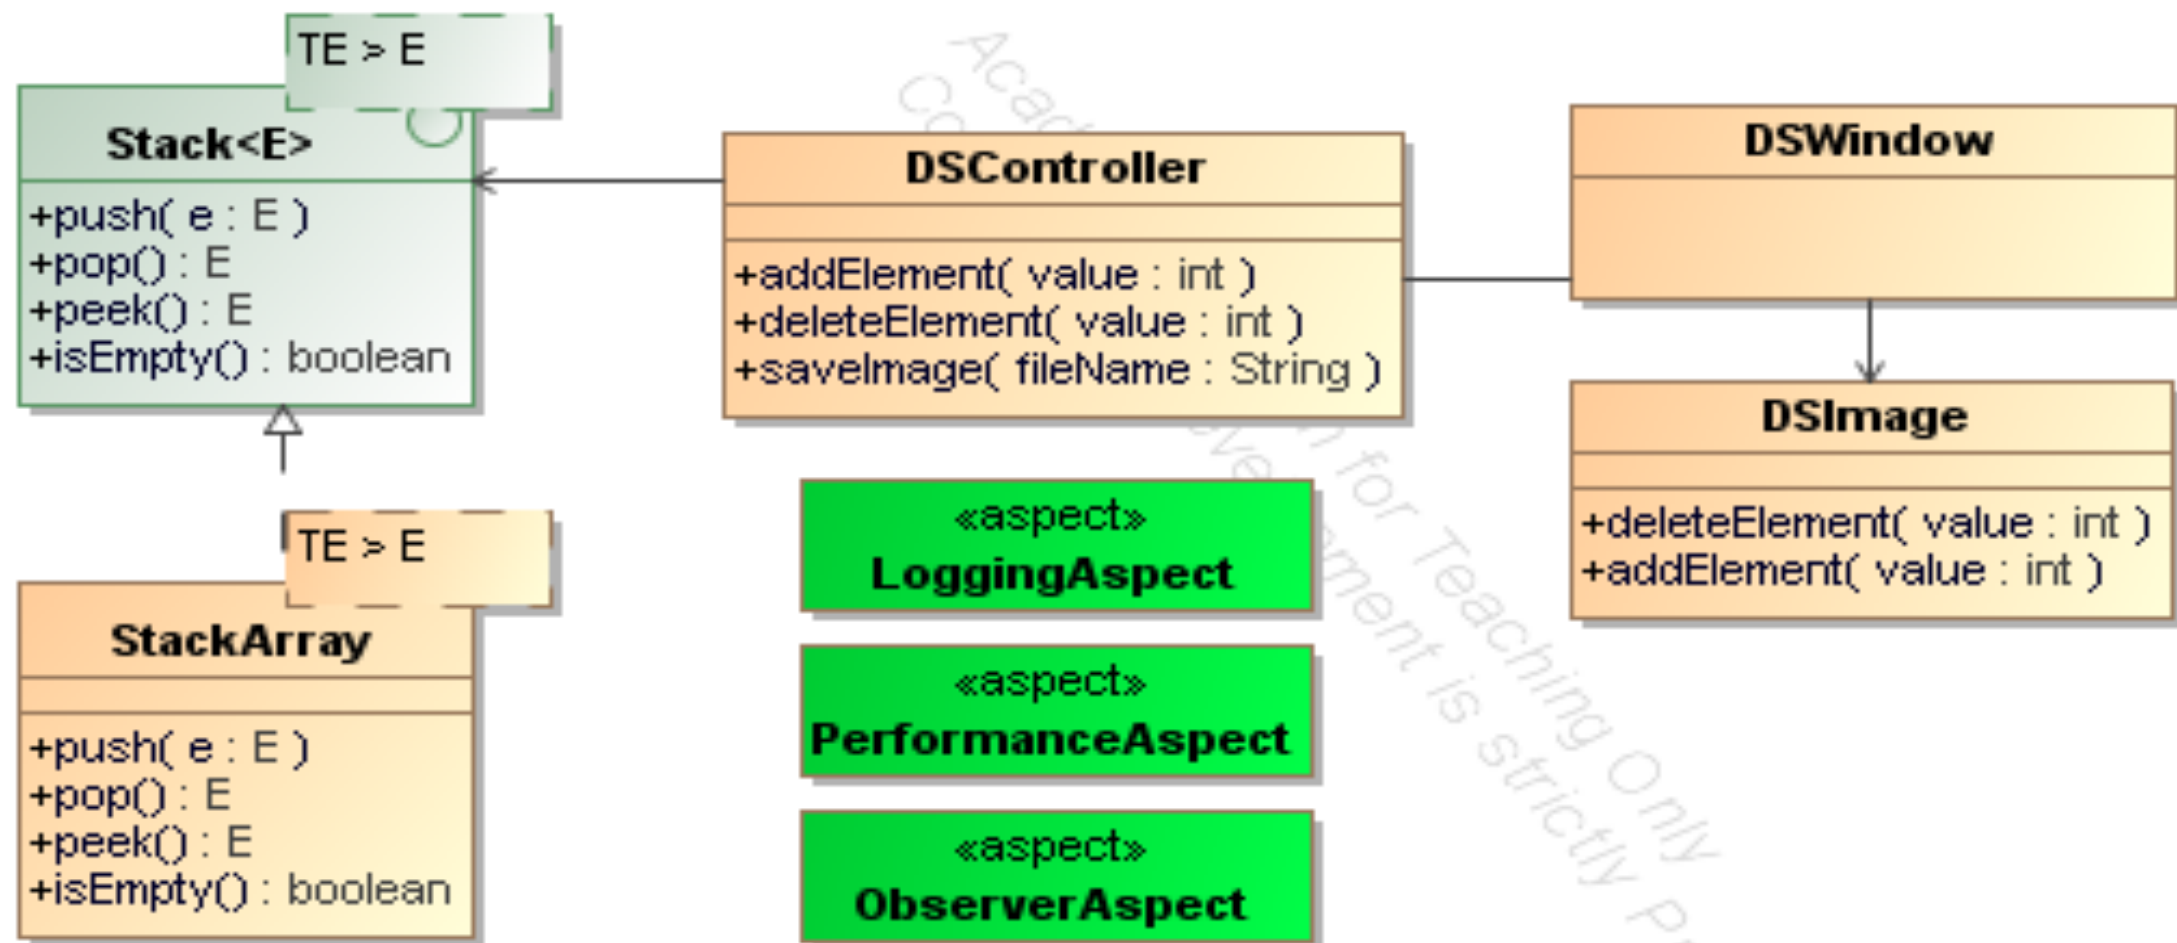 TE > E
Stack<E>
+push( e : E )
+pop() : E
+peek() : E
+isEmpty() : boolean
TE > E
StackArray
+push( e : E )
+pop() : E
+peek() : E
+isEmpty() : boolean
DSController
+addElement( value : int )
+deleteElement( value : int )
+saveImage( fileName : String )
«aspect»
LoggingAspect
«aspect»
PerformanceAspect
«aspect»
ObserverAspect
DSWindow
DSImage
+deleteElement( value : int )
+addElement( value : int )
for Teaching Only
is strictly